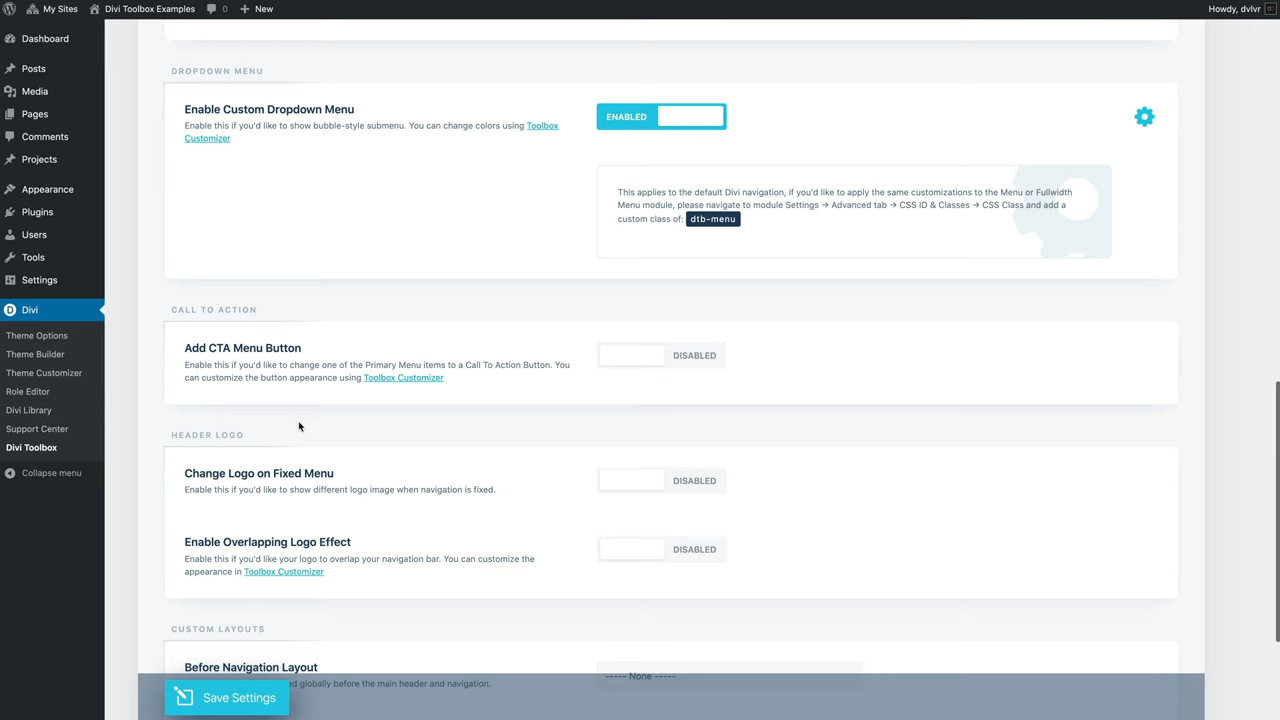 My Sites
Divi Toolbox Examples
0
New
Howdy, dvlvr
Dashboard
Posts
Media
Pages
Comments
Projects
Appearance
Plugins
Users
Tools
Settings
D Divi
Theme Options
Theme Builder
Theme Customizer
Role Editor
Divi Library
Support Center
Divi Toolbox
Collapse menu
DROPDOWN MENU
Enable Custom Dropdown Menu
Enable this if you'd like to show bubble-style submenu. You can change colors using Toolbox
Customizer
ENABLED
This applies to the default Divi navigation, if you'd like to apply the same customizations to the Menu or Fullwidth
Menu module, please navigate to module Settings → Advanced tab → CSS ID & Classes → CSS Class and add a
custom class of: dtb-menu
CALL TO ACTION
Add CTA Menu Button
Enable this if you'd like to change one of the Primary Menu items to a Call To Action Button. You
can customize the button appearance using Toolbox Customizer
DISABLED
HEADER LOGO
Change Logo on Fixed Menu
Enable this if you'd like to show different logo image when navigation is fixed.
DISABLED
Enable Overlapping Logo Effect
Enable this if you'd like your logo to overlap your navigation bar. You can customize the
appearance in Toolbox Customizer
DISABLED
CUSTOM LAYOUTS
Before Navigation Layout
ed globally before the main header and navigation.
----- None -----
Save Settings